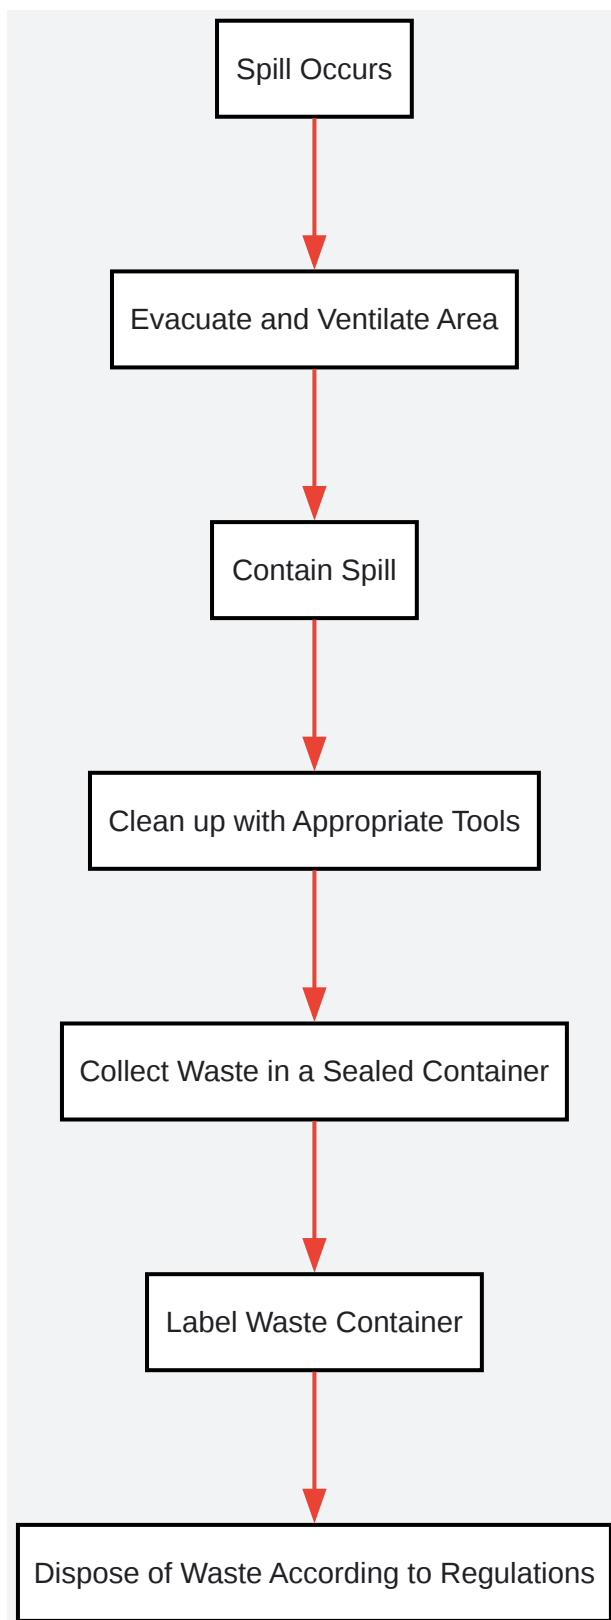 Spill Occurs
Evacuate and Ventilate Area
Contain Spill
Clean up with Appropriate Tools
Collect Waste in a Sealed Container
Label Waste Container
Dispose of Waste According to Regulations